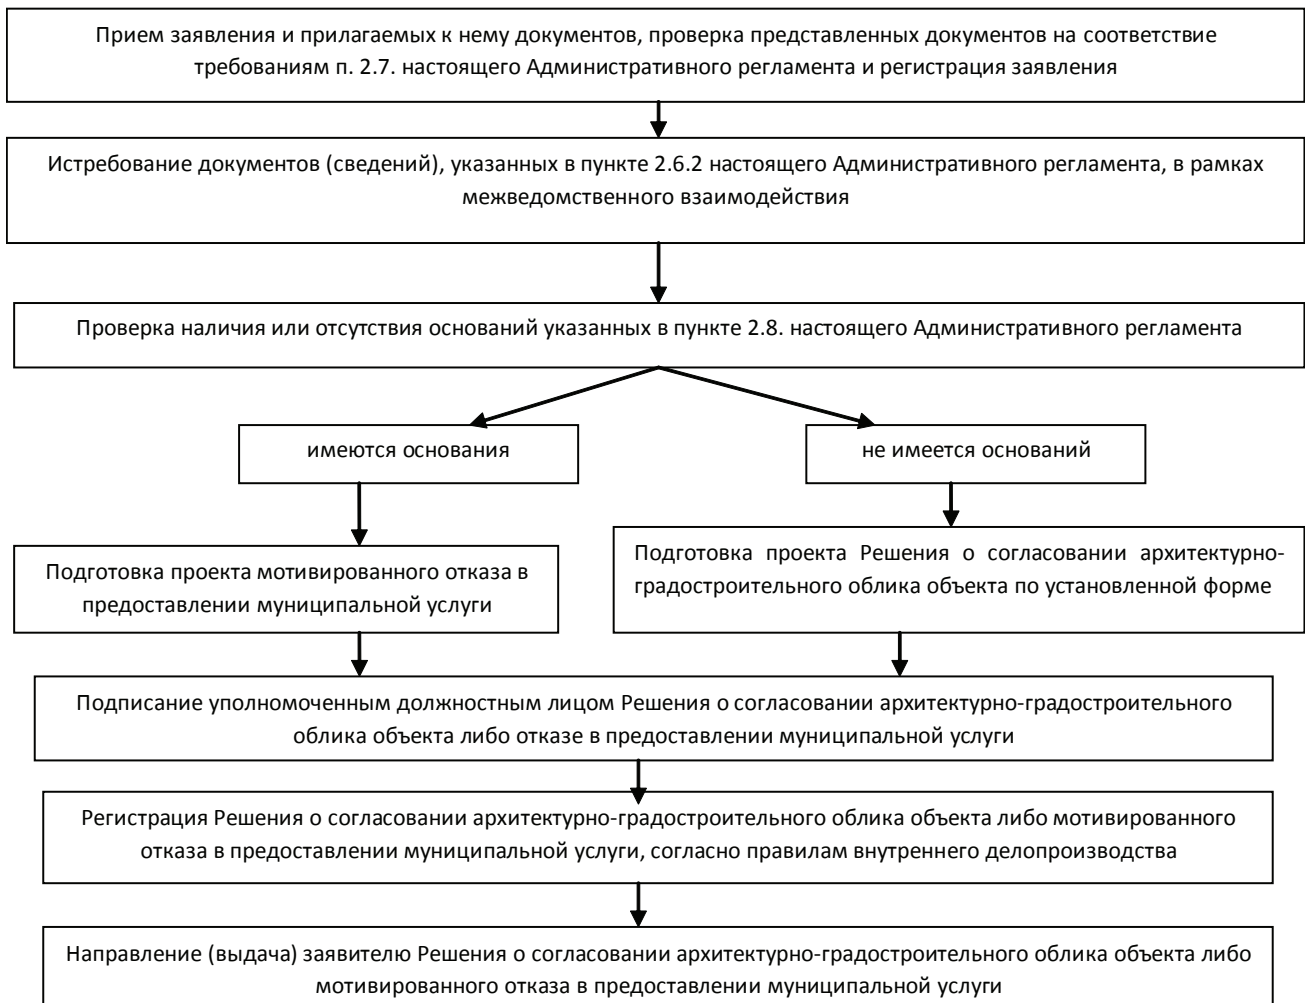 Прием заявления и прилагаемых к нему документов, проверка представленных документов на соответствие
требованиям п. 2.7. настоящего Административного регламента и регистрация заявления
Истребование документов (сведений), указанных в пункте 2.6.2 настоящего Административного регламента, в рамках
межведомственного взаимодействия
Проверка наличия или отсутствия оснований указанных в пункте 2.8. настоящего Административного регламента
имеются основания
не имеется оснований
Подготовка проекта мотивированного отказа в
предоставлении муниципальной услуги
Подготовка проекта Решения о согласовании архитектурно-
градостроительного облика объекта по установленной форме
Подписание уполномоченным должностным лицом Решения о согласовании архитектурно-градостроительного
облика объекта либо отказе в предоставлении муниципальной услуги
Регистрация Решения о согласовании архитектурно-градостроительного облика объекта либо мотивированного
отказа в предоставлении муниципальной услуги, согласно правилам внутреннего делопроизводства
Направление (выдача) заявителю Решения о согласовании архитектурно-градостроительного облика объекта либо
мотивированного отказа в предоставлении муниципальной услуги